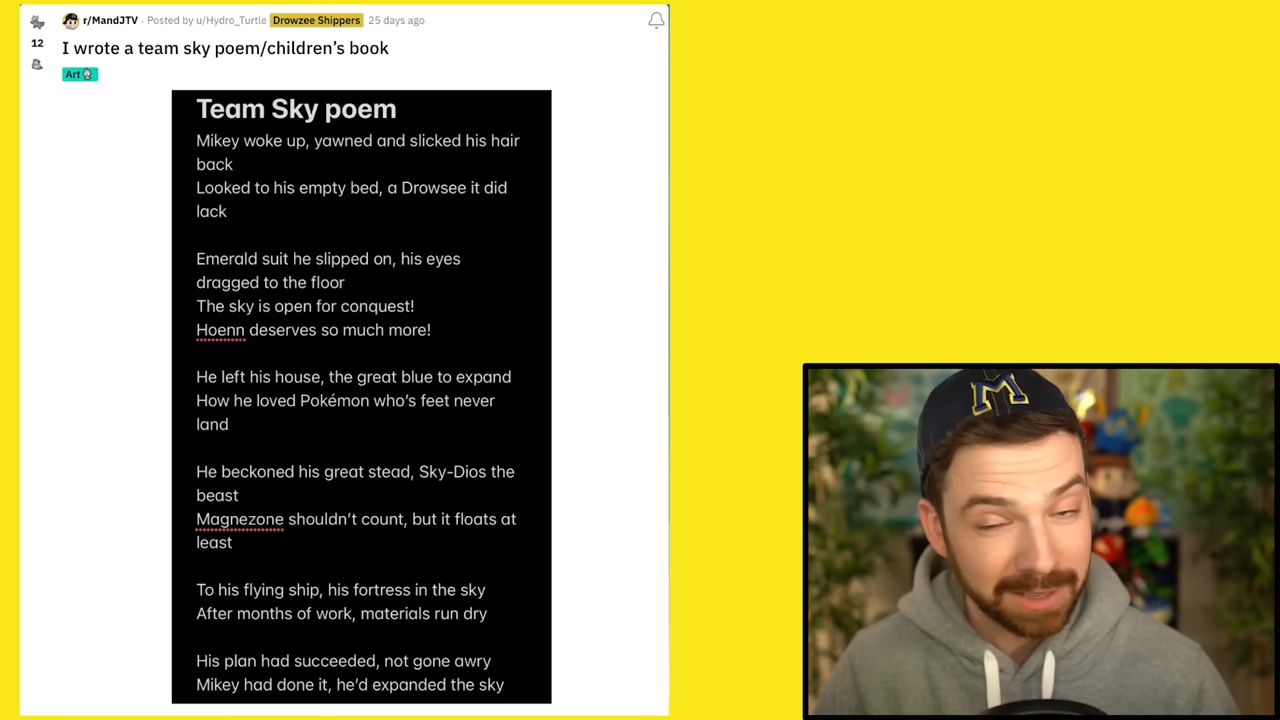 r/MandJTV · Posted by u/Hydro_Turtle Drowzee Shippers 25 days ago
12
I wrote a team sky poem/children's book
Art
Team Sky poem
Mikey woke up, yawned and slicked his hair
back
Looked to his empty bed, a Drowsee it did
lack
Emerald suit he slipped on, his eyes
dragged to the floor
The sky is open for conquest!
Hoenn deserves so much more!
He left his house, the great blue to expand
How he loved Pokémon who's feet never
land
He beckoned his great stead, Sky-Dios the
beast
Magnezone shouldn't count, but it floats at
least
To his flying ship, his fortress in the sky
After months of work, materials run dry
His plan had succeeded, not gone awry
Mikey had done it, he'd expanded the sky
M